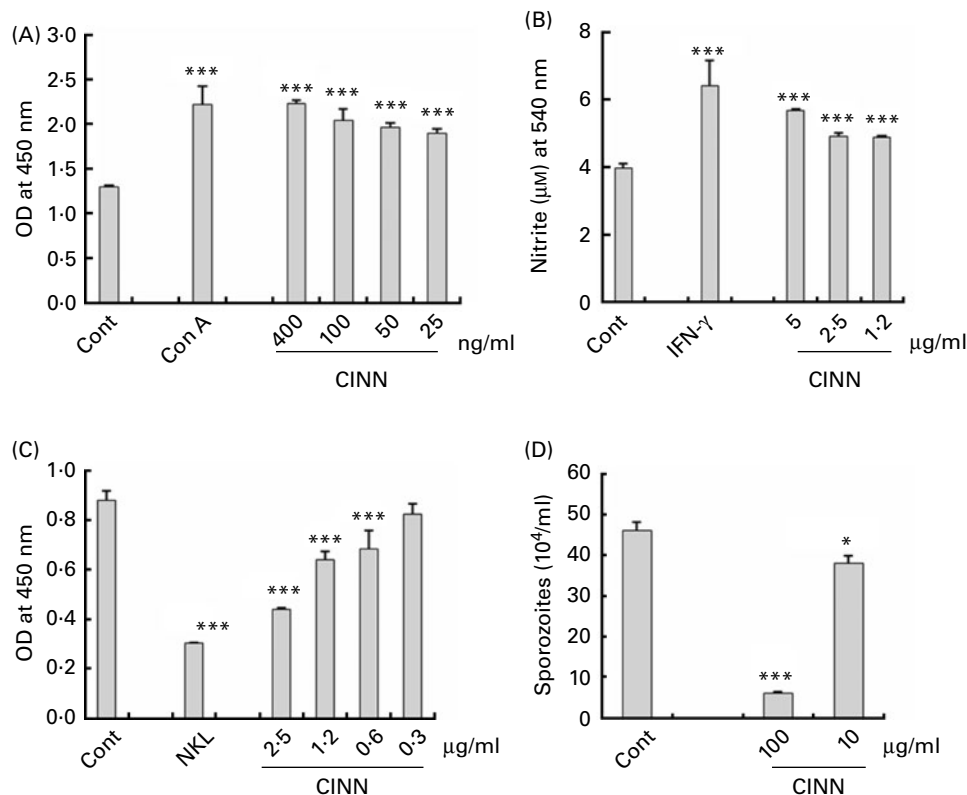 (A)
3·0
2·5
2·0
1·5
1·0
0·5
0·0
OD at 450 nm
***
***
***
***
***
Cont
Con A
400
100
50
25
ng/ml
CINN
(B)
8
6
4
2
0
Nitrite (μM) at 540 nm
***
***
***
***
Cont
IFN-γ
5
2·5
1·2
μg/ml
CINN
(C)
1·0
0·8
0·6
0·4
0·2
0·0
OD at 450 nm
***
***
***
***
Cont
NKL
2·5
1·2
0·6
0·3
μg/ml
CINN
(D)
60
50
40
30
20
10
0
Sporozoites (10⁴/ml)
***
*
Cont
100
10
μg/ml
CINN